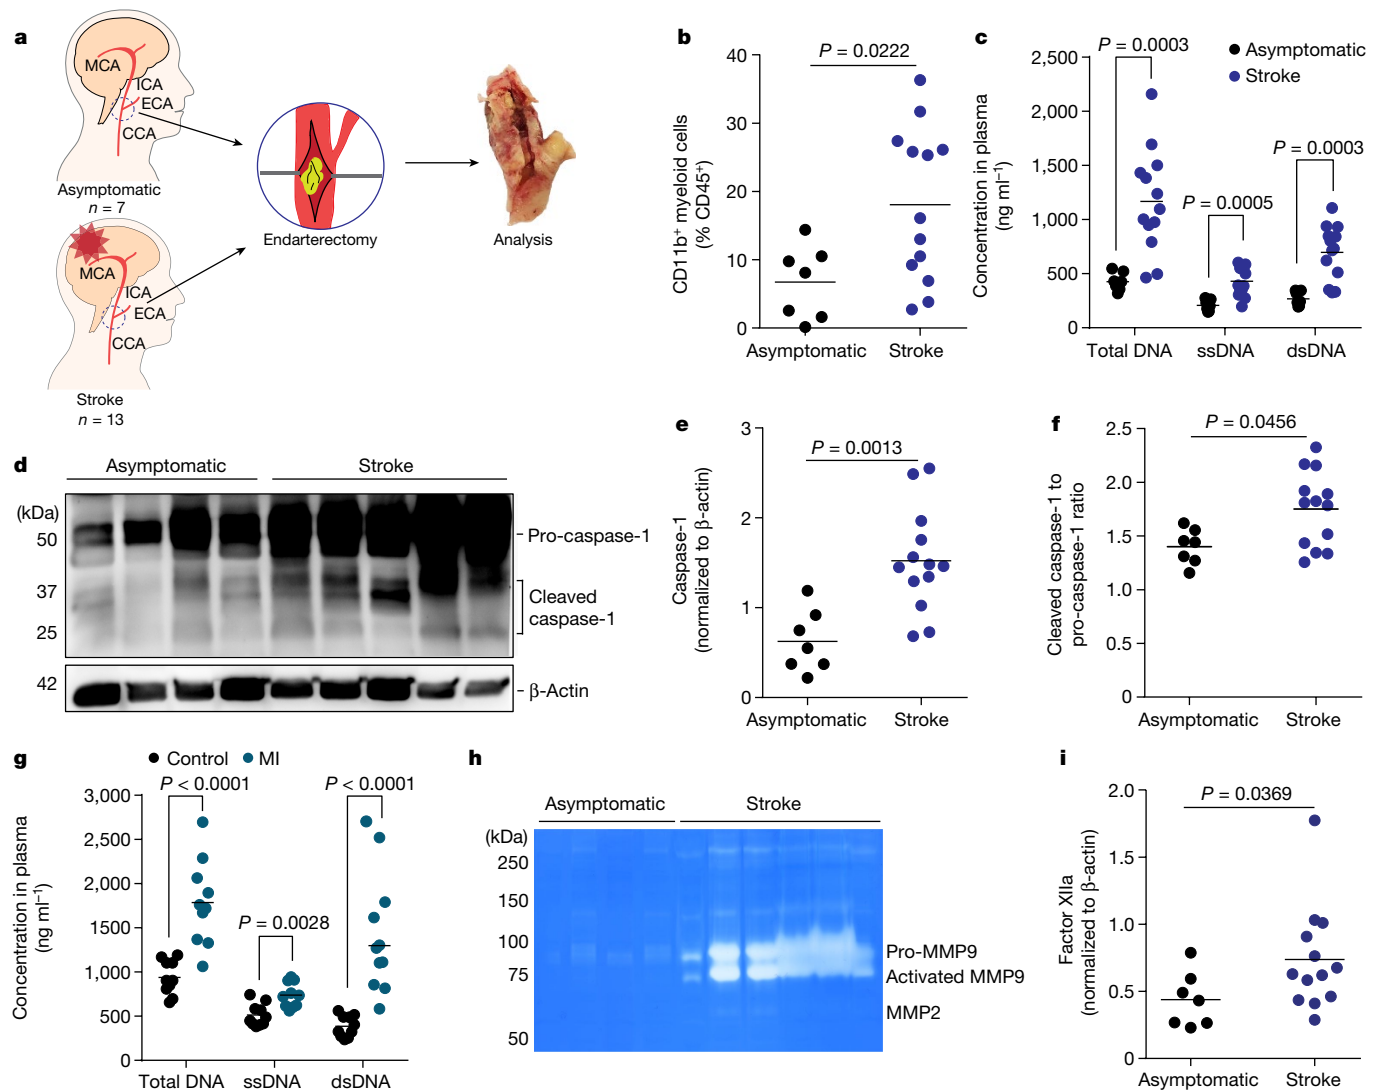 a
MCA
ICA
ECA
CCA
Asymptomatic
n = 7
MCA
ICA
ECA
CCA
Stroke
n = 13
Endarterectomy
Analysis
b
P = 0.0222
CD11b⁺ myeloid cells
(% CD45⁺)
40
30
20
10
0
Asymptomatic
Stroke
c
P = 0.0003
Asymptomatic
Stroke
P = 0.0005
P = 0.0003
Concentration in plasma
(ng ml⁻¹)
2,500
2,000
1,500
1,000
500
0
Total DNA
ssDNA
dsDNA
d
Asymptomatic
Stroke
(kDa)
50
37
25
42
Pro-caspase-1
Cleaved
caspase-1
β-Actin
e
P = 0.0013
Caspase-1
(normalized to β-actin)
3
2
1
0
Asymptomatic
Stroke
f
P = 0.0456
Cleaved caspase-1 to
pro-caspase-1 ratio
2.5
2.0
1.5
1.0
0.5
0
Asymptomatic
Stroke
g
Control
MI
P < 0.0001
P = 0.0028
P < 0.0001
Concentration in plasma
(ng ml⁻¹)
3,000
2,500
2,000
1,500
1,000
500
0
Total DNA
ssDNA
dsDNA
h
Asymptomatic
Stroke
(kDa)
250
150
100
75
50
Pro-MMP9
Activated MMP9
MMP2
i
P = 0.0369
Factor XIIa
(normalized to β-actin)
2.0
1.5
1.0
0.5
0
Asymptomatic
Stroke